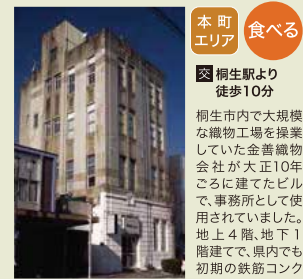 本町
エリア
食べる
交 桐生駅より
徒歩10分
桐生市内で大規模
な織物工場を操業
していた金善織物
会社が大正10年
ごろに建てたビル
で、事務所として使
用されていました。
地上4階、地下1
階建てで、県内でも
初期の鉄筋コンク